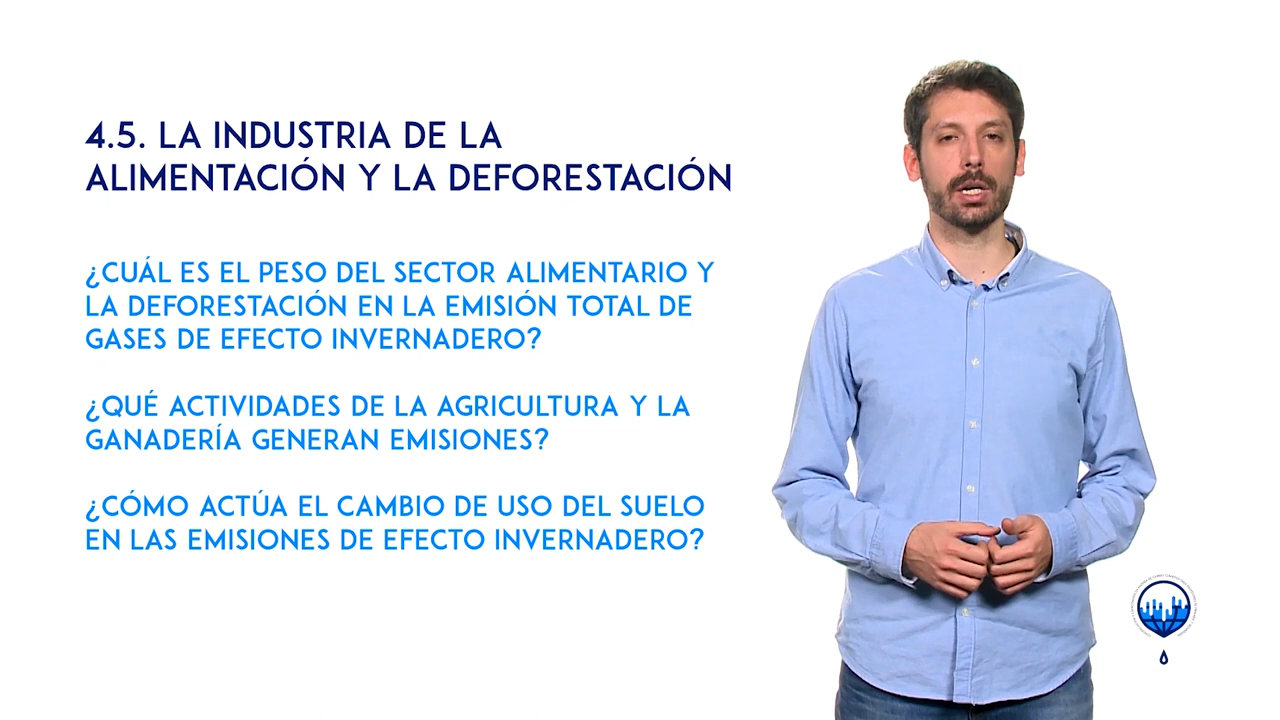 4.5. LA INDUSTRIA DE LA
ALIMENTACIÓN Y LA DEFORESTACIÓN
¿CUÁL ES EL PESO DEL SECTOR ALIMENTARIO Y
LA DEFORESTACIÓN EN LA EMISIÓN TOTAL DE
GASES DE EFECTO INVERNADERO?
¿QUÉ ACTIVIDADES DE LA AGRICULTURA Y LA
GANADERÍA GENERAN EMISIONES?
¿CÓMO ACTÚA EL CAMBIO DE USO DEL SUELO
EN LAS EMISIONES DE EFECTO INVERNADERO?